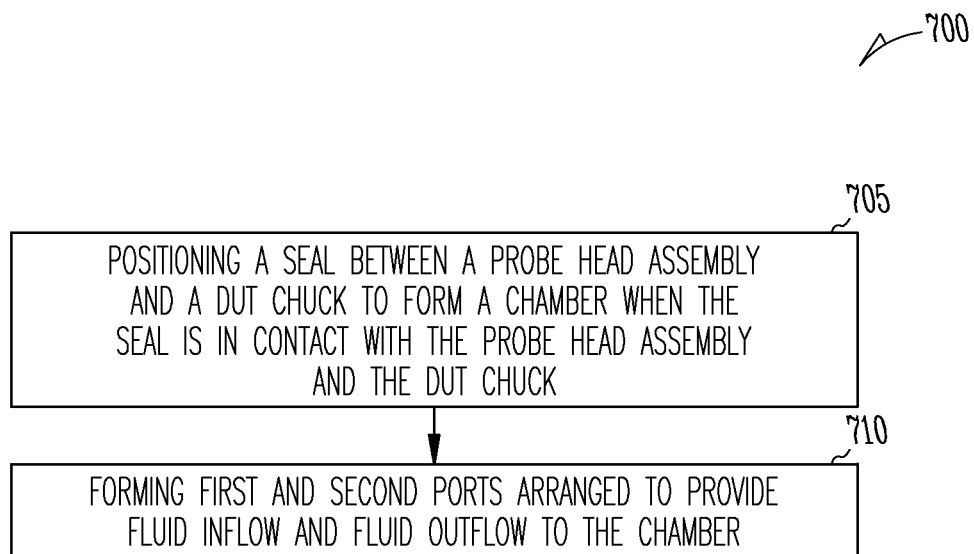 700
705
POSITIONING A SEAL BETWEEN A PROBE HEAD ASSEMBLY
AND A DUT CHUCK TO FORM A CHAMBER WHEN THE
SEAL IS IN CONTACT WITH THE PROBE HEAD ASSEMBLY
AND THE DUT CHUCK
710
FORMING FIRST AND SECOND PORTS ARRANGED TO PROVIDE
FLUID INFLOW AND FLUID OUTFLOW TO THE CHAMBER